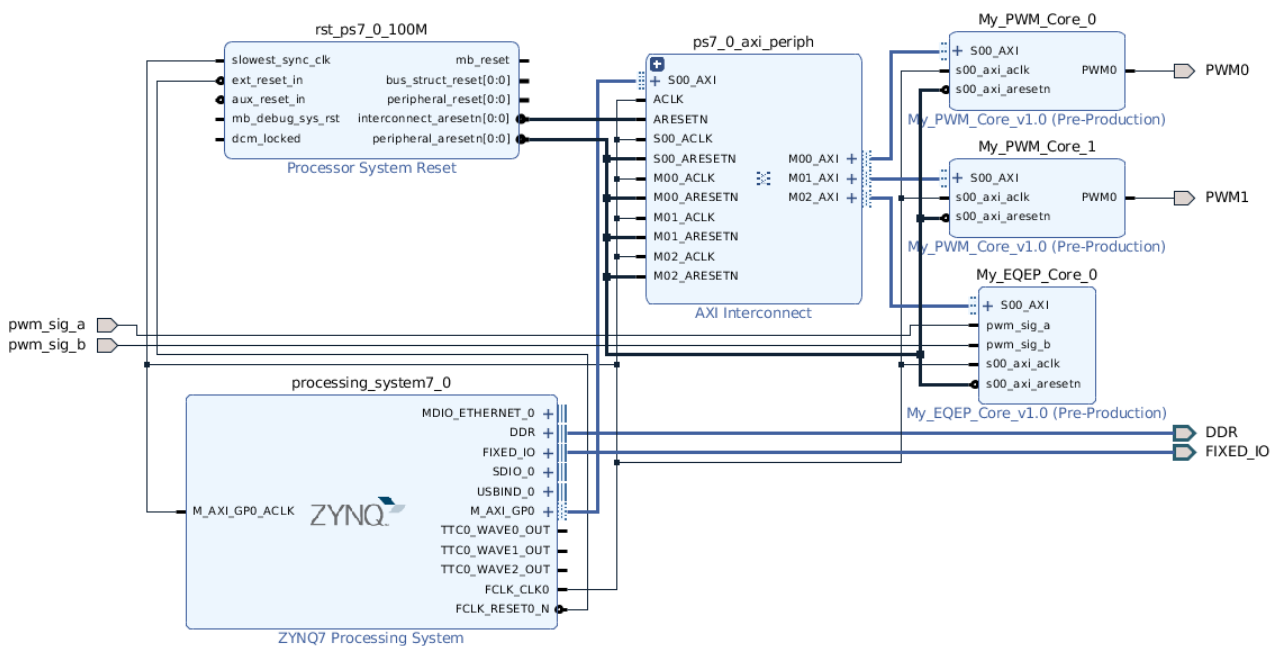 rst_ps7_0_100M
slowest_sync_clk
ext_reset_in
aux_reset_in
mb_debug_sys_rst
dcm_locked
mb_reset
bus_struct_reset[0:0]
peripheral_reset[0:0]
interconnect_aresetn[0:0]
peripheral_aresetn[0:0]
Processor System Reset
ps7_0_axi_periph
S00_AXI
ACLK
ARESETN
S00_ACLK
S00_ARESETN
M00_ACLK
M00_ARESETN
M01_ACLK
M01_ARESETN
M02_ACLK
M02_ARESETN
M00_AXI
M01_AXI
M02_AXI
AXI Interconnect
My_PWM_Core_0
S00_AXI
s00_axi_aclk
s00_axi_aresetn
PWM0
My_PWM_Core_v1.0 (Pre-Production)
PWM0
My_PWM_Core_1
S00_AXI
s00_axi_aclk
s00_axi_aresetn
PWM0
My_PWM_Core_v1.0 (Pre-Production)
PWM1
My_EQEP_Core_0
S00_AXI
pwm_sig_a
pwm_sig_b
s00_axi_aclk
s00_axi_aresetn
My_EQEP_Core_v1.0 (Pre-Production)
pwm_sig_a
pwm_sig_b
processing_system7_0
M_AXI_GP0_ACLK
ZYNQ
MDIO_ETHERNET_0
DDR
FIXED_IO
SDIO_0
USBIND_0
M_AXI_GP0
TTC0_WAVE0_OUT
TTC0_WAVE1_OUT
TTC0_WAVE2_OUT
FCLK_CLK0
FCLK_RESET0_N
ZYNQ7 Processing System
DDR
FIXED_IO